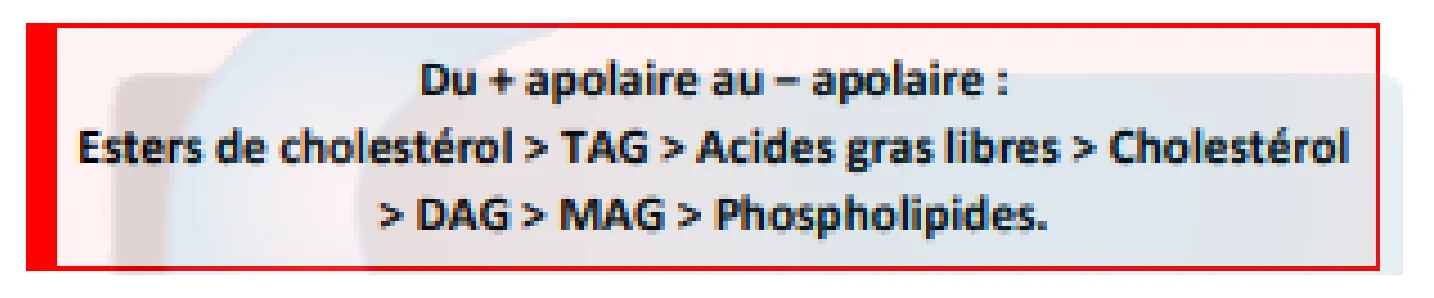 Du + apolaire au – apolaire :
Esters de cholestérol > TAG > Acides gras libres > Cholestérol
> DAG > MAG > Phospholipides.